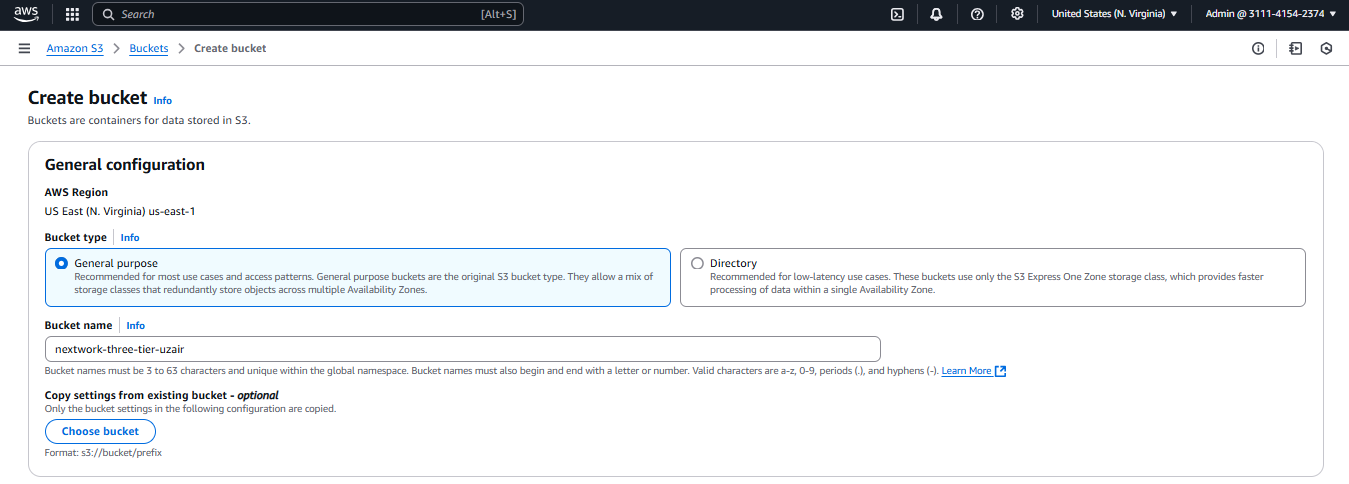 aws
Search [Alt+S] United States (N. Virginia) Admin @ 3111-4154-2374
Amazon S3 Buckets Create bucket
Create bucket Info
Buckets are containers for data stored in S3.
General configuration
AWS Region
US East (N. Virginia) us-east-1
Bucket type Info
General purpose
Recommended for most use cases and access patterns. General purpose buckets are the original S3 bucket type. They allow a mix of
storage classes that redundantly store objects across multiple Availability Zones.
Directory
Recommended for low-latency use cases. These buckets use only the S3 Express One Zone storage class, which provides faster
processing of data within a single Availability Zone.
Bucket name Info
nextwork-three-tier-uzair
Bucket names must be 3 to 63 characters and unique within the global namespace. Bucket names must also begin and end with a letter or number. Valid characters are a-z, 0-9, periods (.), and hyphens (-). Learn More
Copy settings from existing bucket - optional
Only the bucket settings in the following configuration are copied.
Choose bucket
Format: s3://bucket/prefix